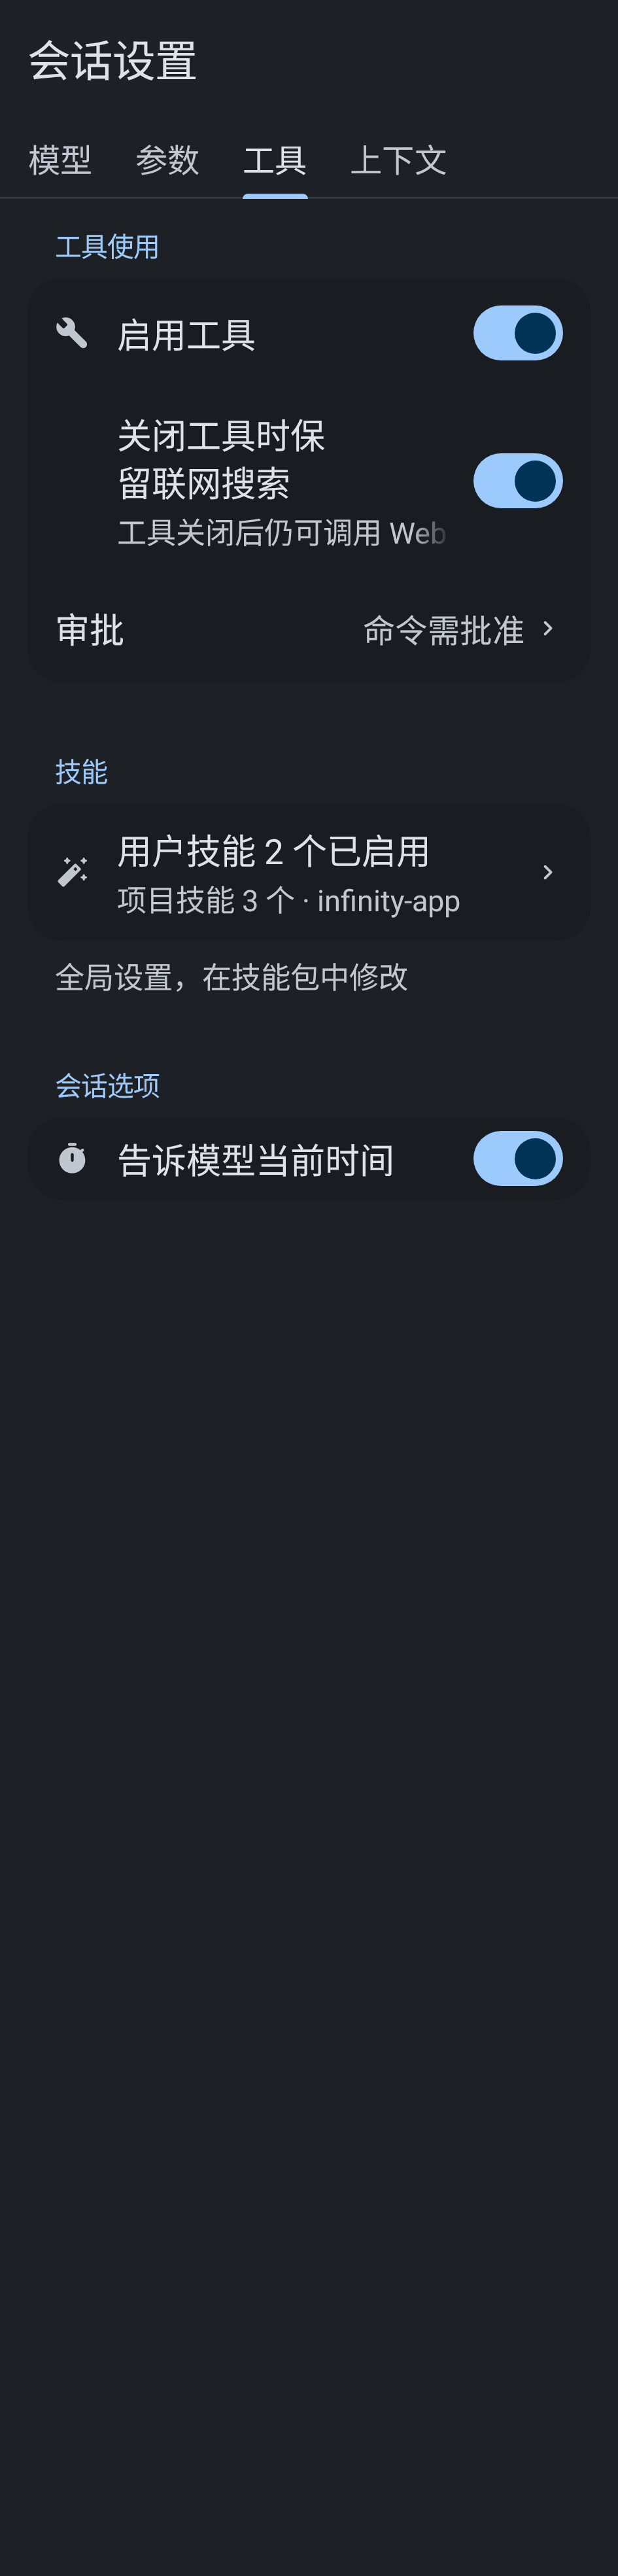 会话设置
模型 参数 工具 上下文
工具使用
启用工具
关闭工具时保
留联网搜索
工具关闭后仍可调用 Web
审批 命令需批准
技能
用户技能 2 个已启用
项目技能 3 个 · infinity-app
全局设置，在技能包中修改
会话选项
告诉模型当前时间